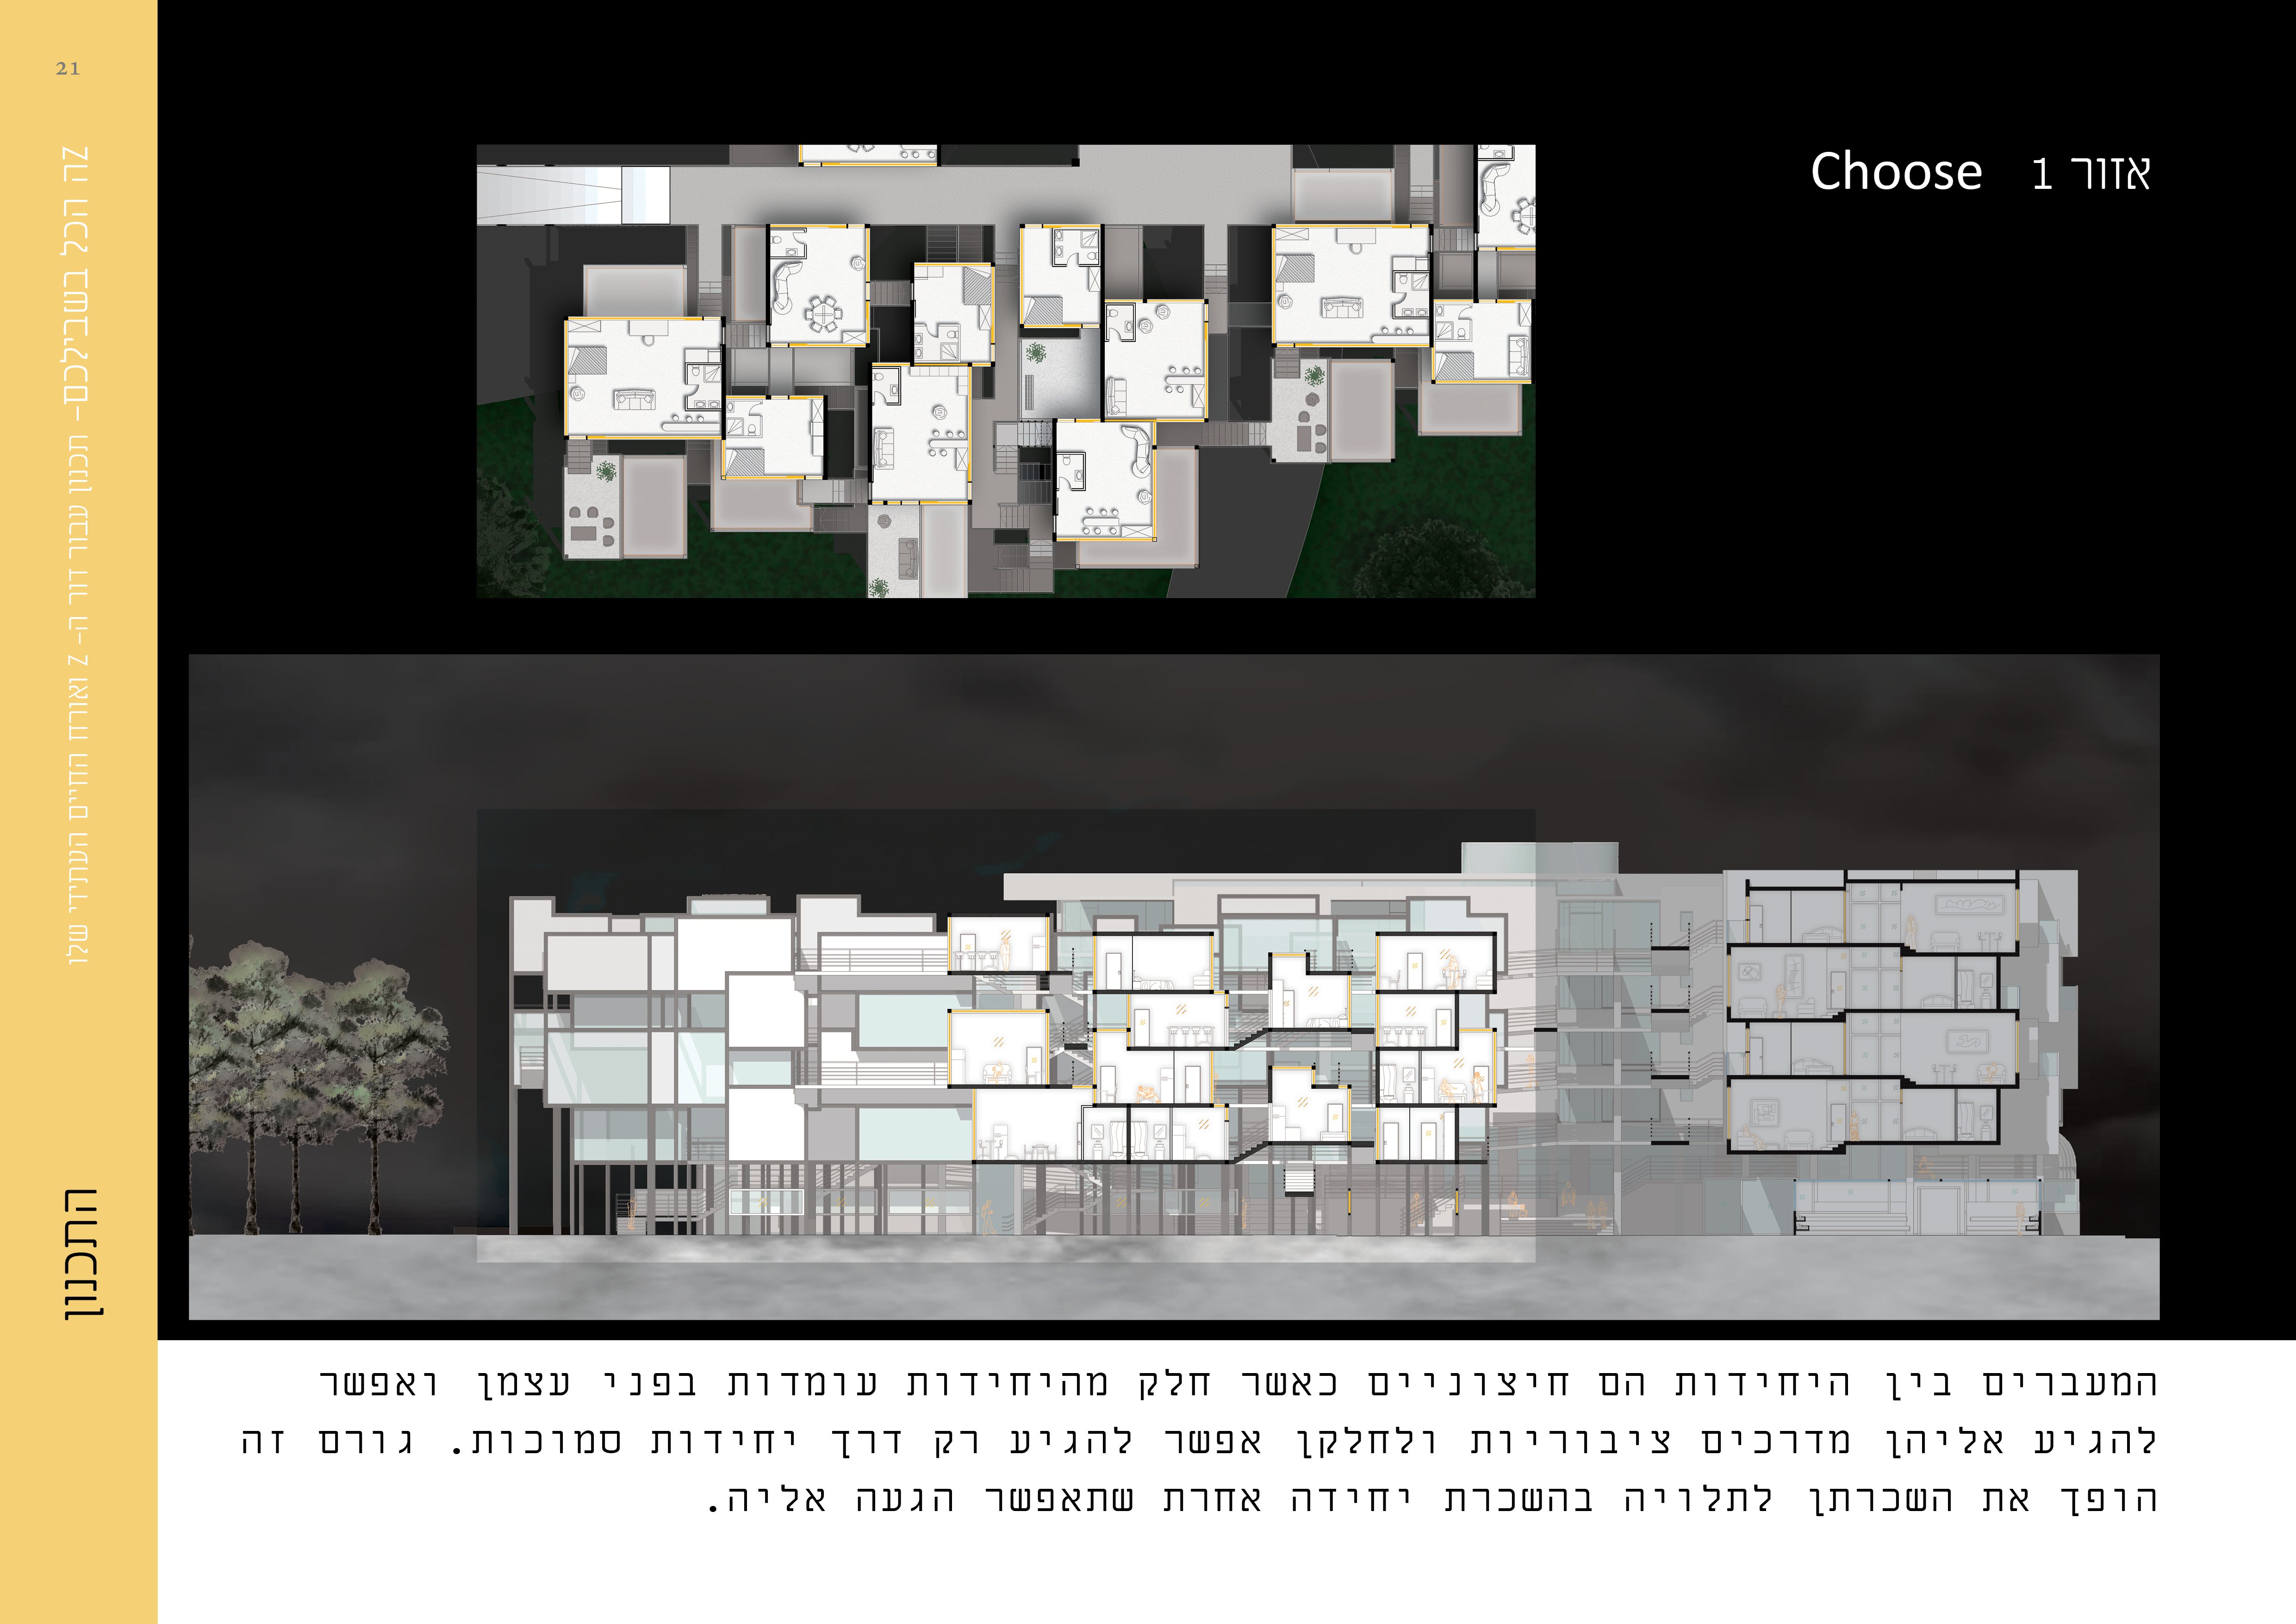 21
זה הכל בשבילכם- תכנון עבור דור ה- z ואורח החיים העתידי שלו
התכנון
אזור 1 Choose
המעברים בין היחידות הם חיצוניים כאשר חלק מהיחידות עומדות בפני עצמן ואפשר
להגיע אליהן מדרכים ציבוריות ולחלקן אפשר להגיע רק דרך יחידות סמוכות. גורם זה
הופך את השכרתן לתלויה בהשכרת יחידה אחרת שתאפשר הגעה אליה.